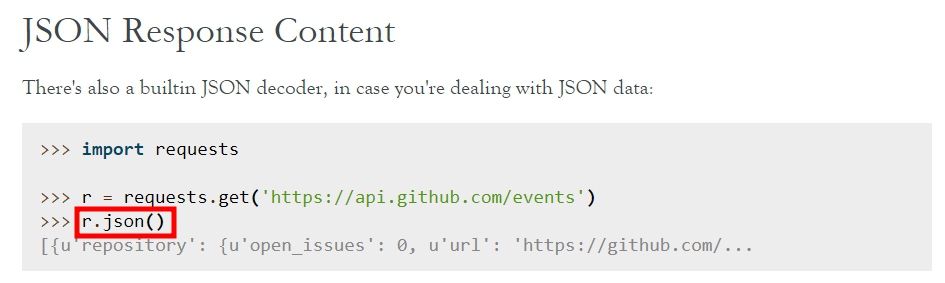 JSON Response Content
There's also a builtin JSON decoder, in case you're dealing with JSON data:
>>> import requests
>>> r = requests.get('https://api.github.com/events')
>>> r.json()
[{u'repository': {u'open_issues': 0, u'url': 'https://github.com/...